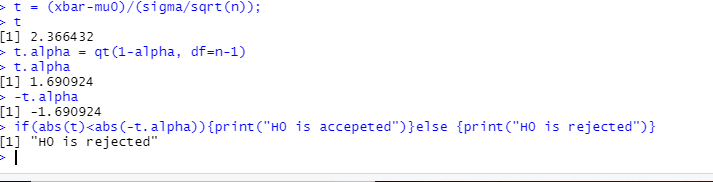 > t = (xbar-mu0)/(sigma/sqrt(n));
> t
[1] 2.366432
> t.alpha = qt(1-alpha, df=n-1)
> t.alpha
[1] 1.690924
> -t.alpha
[1] -1.690924
> if(abs(t)<abs(-t.alpha)){print("H0 is accepeted")}else {print("H0 is rejected")}
[1] "H0 is rejected"
>